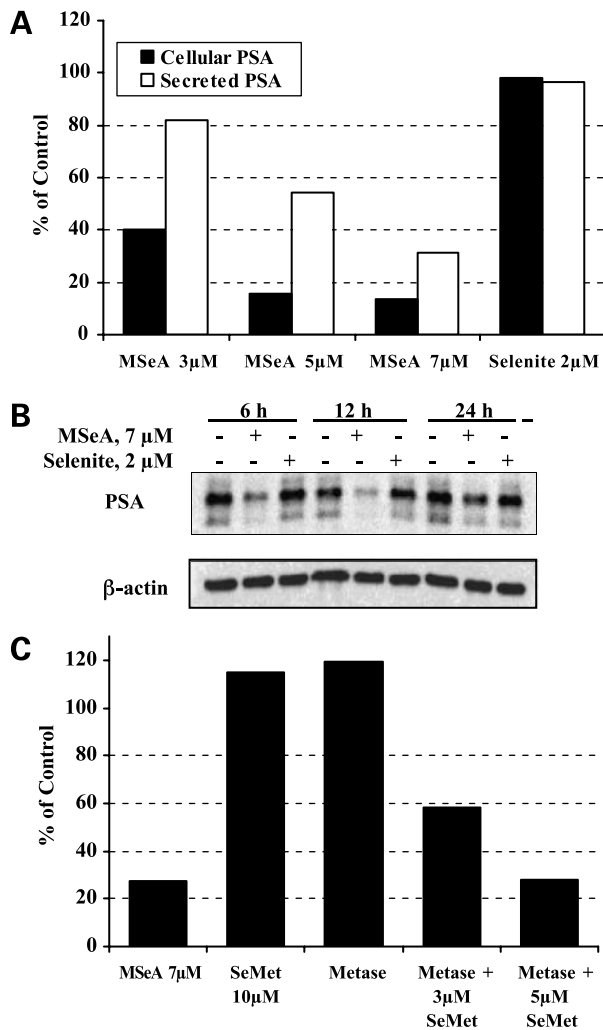 A
120
100
80
60
40
20
0
% of Control
Cellular PSA
Secreted PSA
MSeA 3μM
MSeA 5μM
MSeA 7μM
Selenite 2μM
B
6 h
12 h
24 h
MSeA, 7 μM
- + - - + - - + -
Selenite, 2 μM
- - + - - + - - +
PSA
β-actin
C
120
100
80
60
40
20
0
% of Control
MSeA 7μM
SeMet
10μM
Metase
Metase +
3μM
SeMet
Metase +
5μM
SeMet